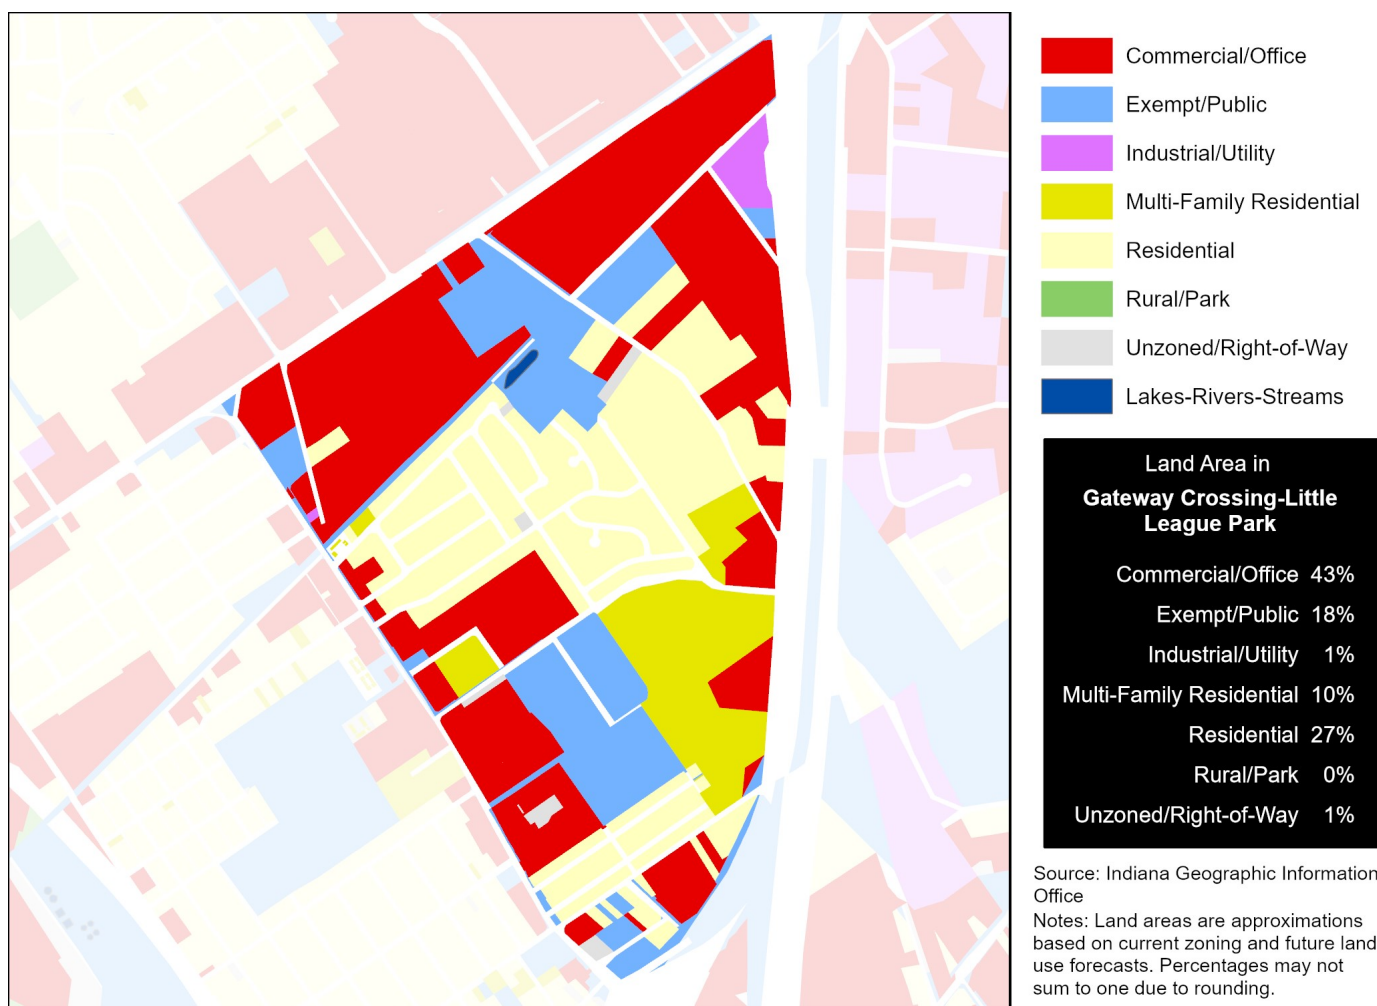 Commercial/Office
Exempt/Public
Industrial/Utility
Multi-Family Residential
Residential
Rural/Park
Unzoned/Right-of-Way
Lakes-Rivers-Streams
Land Area in
Gateway Crossing-Little
League Park
Commercial/Office 43%
Exempt/Public 18%
Industrial/Utility 1%
Multi-Family Residential 10%
Residential 27%
Rural/Park 0%
Unzoned/Right-of-Way 1%
Source: Indiana Geographic Information
Office
Notes: Land areas are approximations
based on current zoning and future land
use forecasts. Percentages may not
sum to one due to rounding.